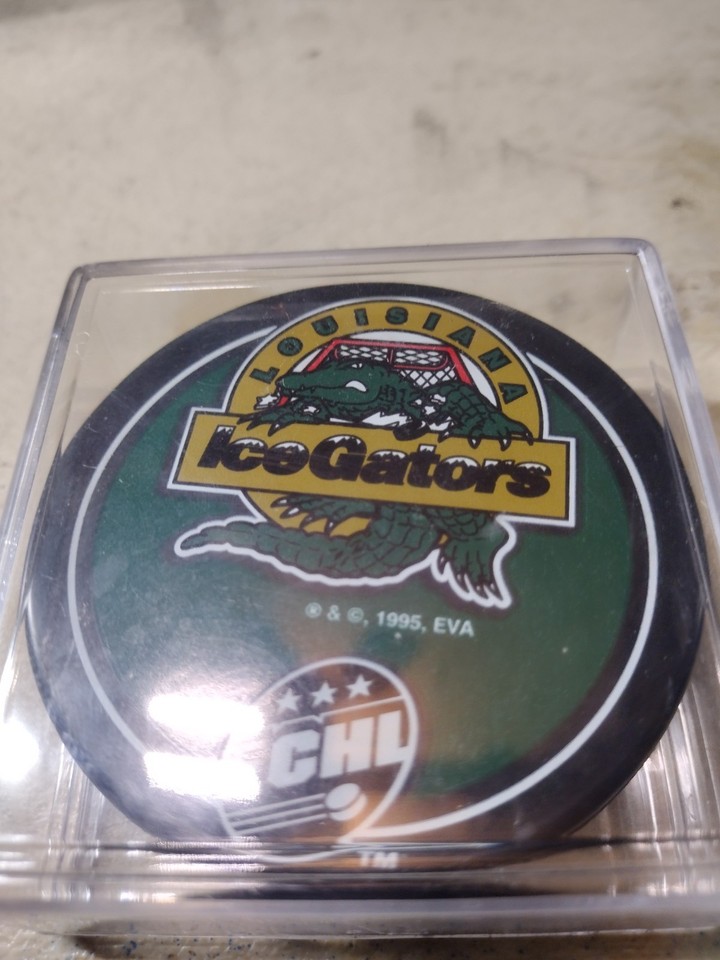 LOUISIANA
IceGators
® & ©, 1995, EVA
CHL
TM